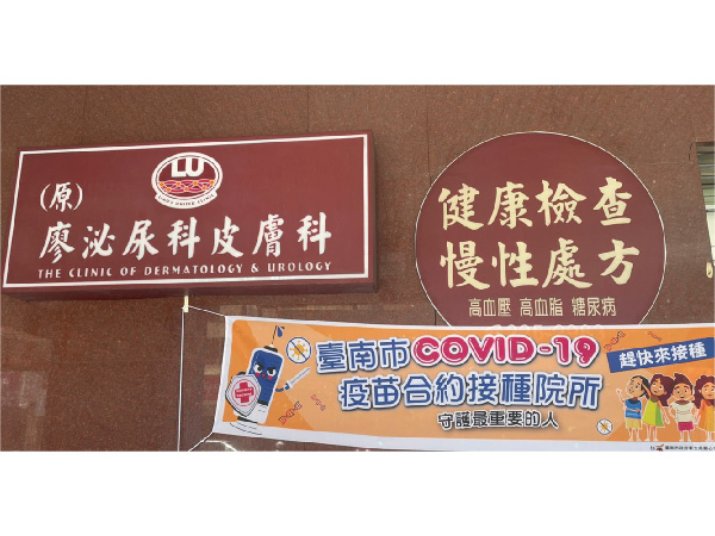 LU
(原)
廖泌尿科皮膚科
THE CLINIC OF DERMATOLOGY & UROLOGY
健康檢查
慢性處方
高血壓 高血脂 糖尿病
臺南市COVID-19
疫苗合約接種院所
守護最重要的人
趕快來接種